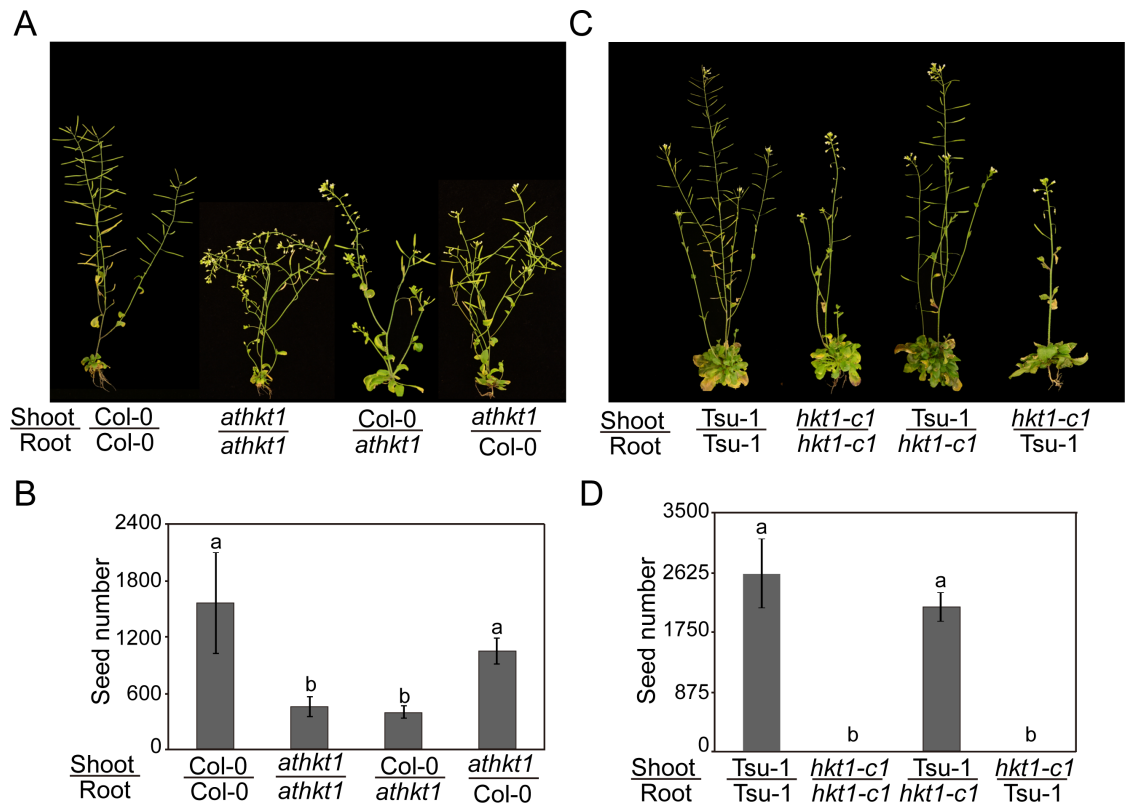 A
C
Shoot Col-0 athkt1 Col-0 athkt1
Root Col-0 athkt1 athkt1 Col-0
Shoot Tsu-1 hkt1-c1 Tsu-1 hkt1-c1
Root Tsu-1 hkt1-c1 hkt1-c1 Tsu-1
B
2400
1800
1200
600
0
Seed number
a
b
b
a
Shoot Col-0 athkt1 Col-0 athkt1
Root Col-0 athkt1 athkt1 Col-0
D
3500
2625
1750
875
0
Seed number
a
b
a
b
Shoot Tsu-1 hkt1-c1 Tsu-1 hkt1-c1
Root Tsu-1 hkt1-c1 hkt1-c1 Tsu-1